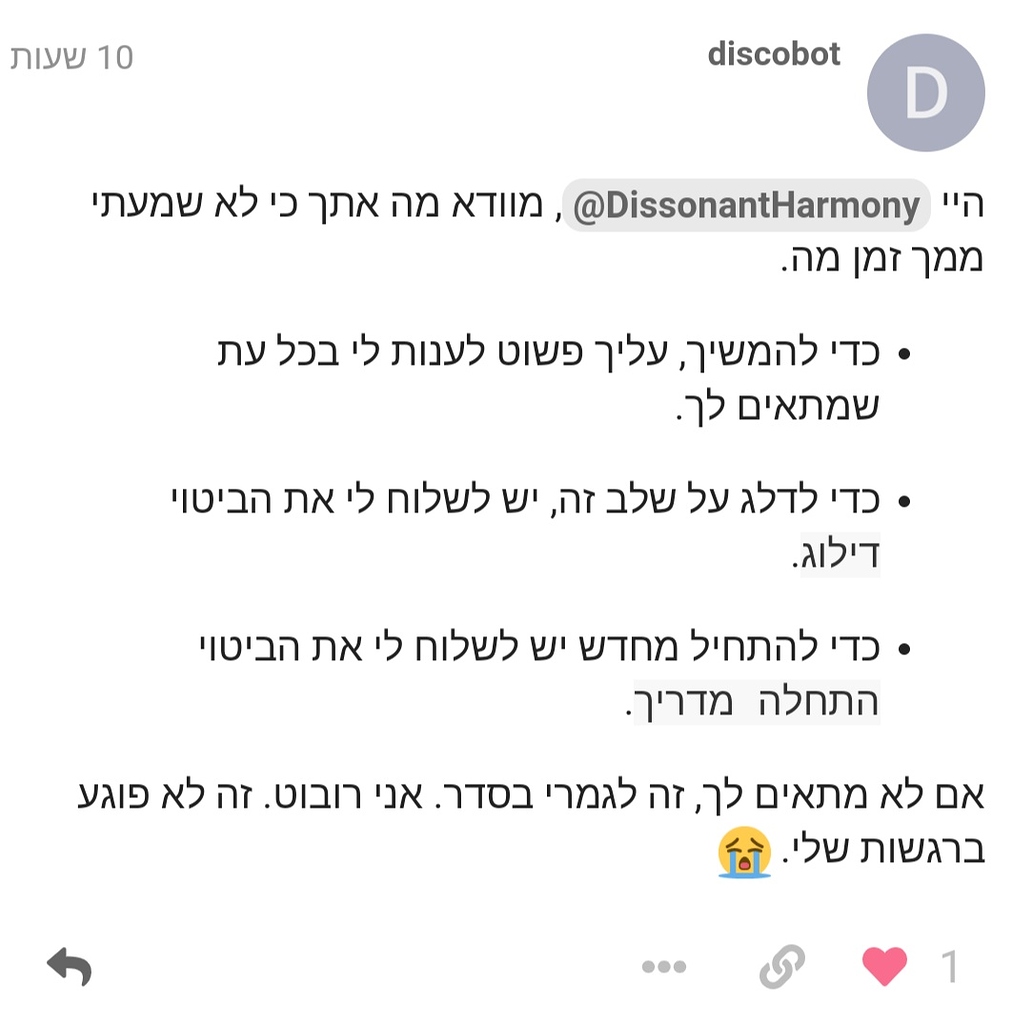 discobot
10 שעות
D
היי @DissonantHarmony, מוודא מה אתך כי לא שמעתי
ממך זמן מה.
• כדי להמשיך, עליך פשוט לענות לי בכל עת
שמתאים לך.
• כדי לדלג על שלב זה, יש לשלוח לי את הביטוי
דילוג.
• כדי להתחיל מחדש יש לשלוח לי את הביטוי
התחלה מדריך.
אם לא מתאים לך, זה לגמרי בסדר. אני רובוט. זה לא פוגע
ברגשות שלי. 😭
1